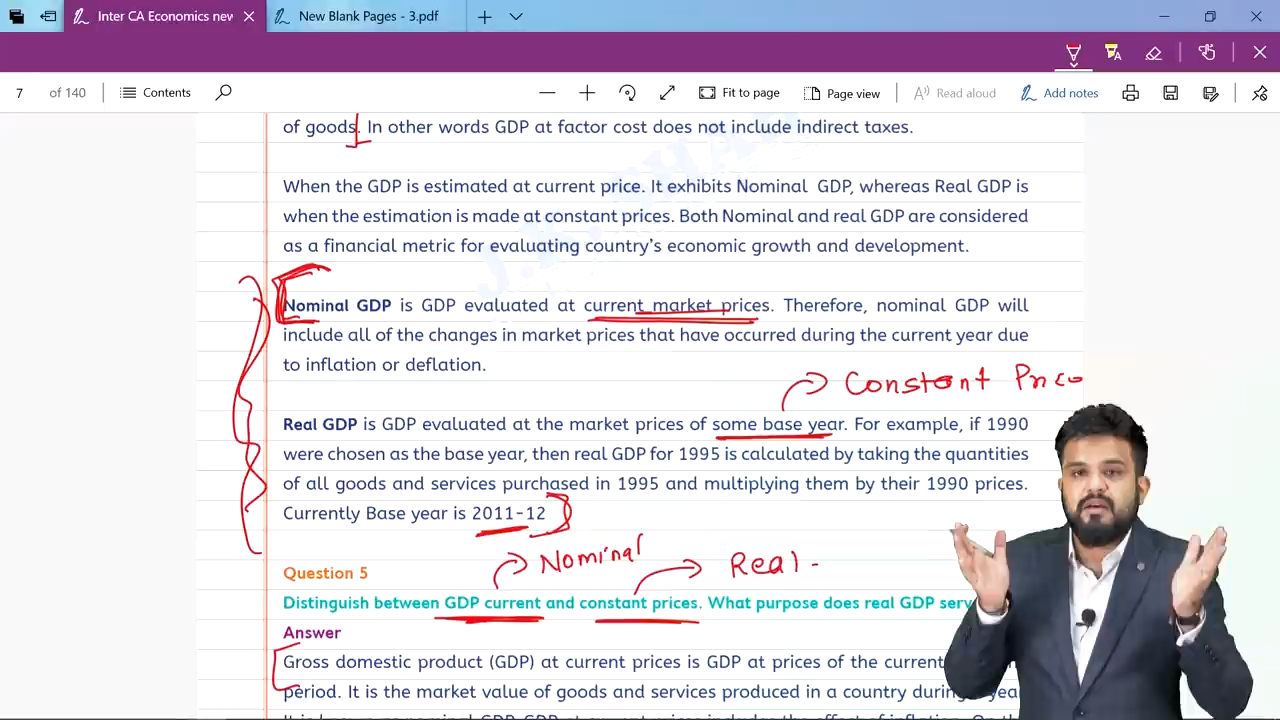 Inter CA Economics new
New Blank Pages - 3.pdf
7 of 140
Contents
Fit to page
Page view
Read aloud
Add notes
of goods. In other words GDP at factor cost does not include indirect taxes.
When the GDP is estimated at current price. It exhibits Nominal GDP, whereas Real GDP is
when the estimation is made at constant prices. Both Nominal and real GDP are considered
as a financial metric for evaluating country's economic growth and development.
Nominal GDP is GDP evaluated at current market prices. Therefore, nominal GDP will
include all of the changes in market prices that have occurred during the current year due
to inflation or deflation.
Constant Price
Real GDP is GDP evaluated at the market prices of some base year. For example, if 1990
were chosen as the base year, then real GDP for 1995 is calculated by taking the quantities
of all goods and services purchased in 1995 and multiplying them by their 1990 prices.
Currently Base year is 2011-12
Nominal
Real
Question 5
Distinguish between GDP current and constant prices. What purpose does real GDP serv
Answer
Gross domestic product (GDP) at current prices is GDP at prices of the current
period. It is the market value of goods and services produced in a country during